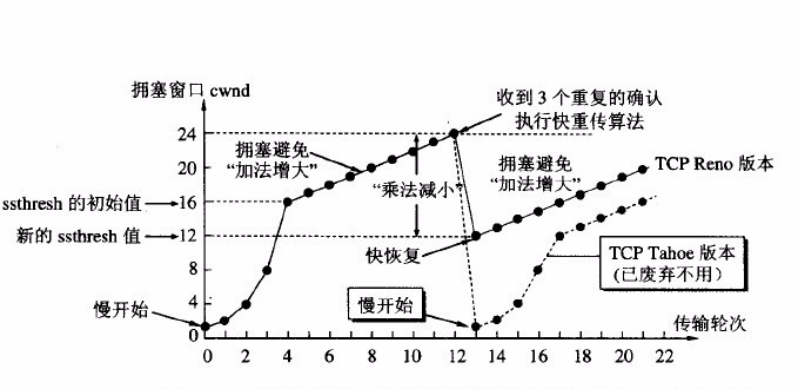 拥塞窗口 cwnd
收到 3 个重复的确认
执行快重传算法
24
拥塞避免
“加法增大”
20
拥塞避免
“加法增大”
TCP Reno 版本
“乘法减小”
ssthresh 的初始值
16
新的 ssthresh 值
12
快恢复
TCP Tahoe 版本
(已废弃不用)
8
慢开始
4
慢开始
0
传输轮次
0 2 4 6 8 10 12 14 16 18 20 22